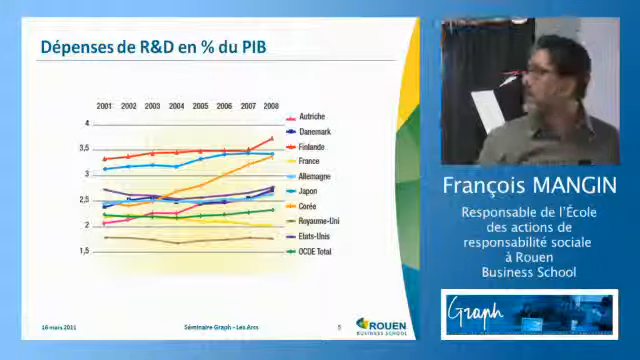 Dépenses de R&D en % du PIB
2001 2002 2003 2004 2005 2006 2007 2008
4
3,5
3
2,5
2
1,5
Autriche
Danemark
Finlande
France
Allemagne
Japon
Corée
Royaume-Uni
Etats-Unis
OCDE Total
16 mars 2011
Séminaire Graph - Les Arcs
5
ROUEN
BUSINESS SCHOOL
François MANGIN
Responsable de l'École
des actions de
responsabilité sociale
à Rouen
Business School
Graph